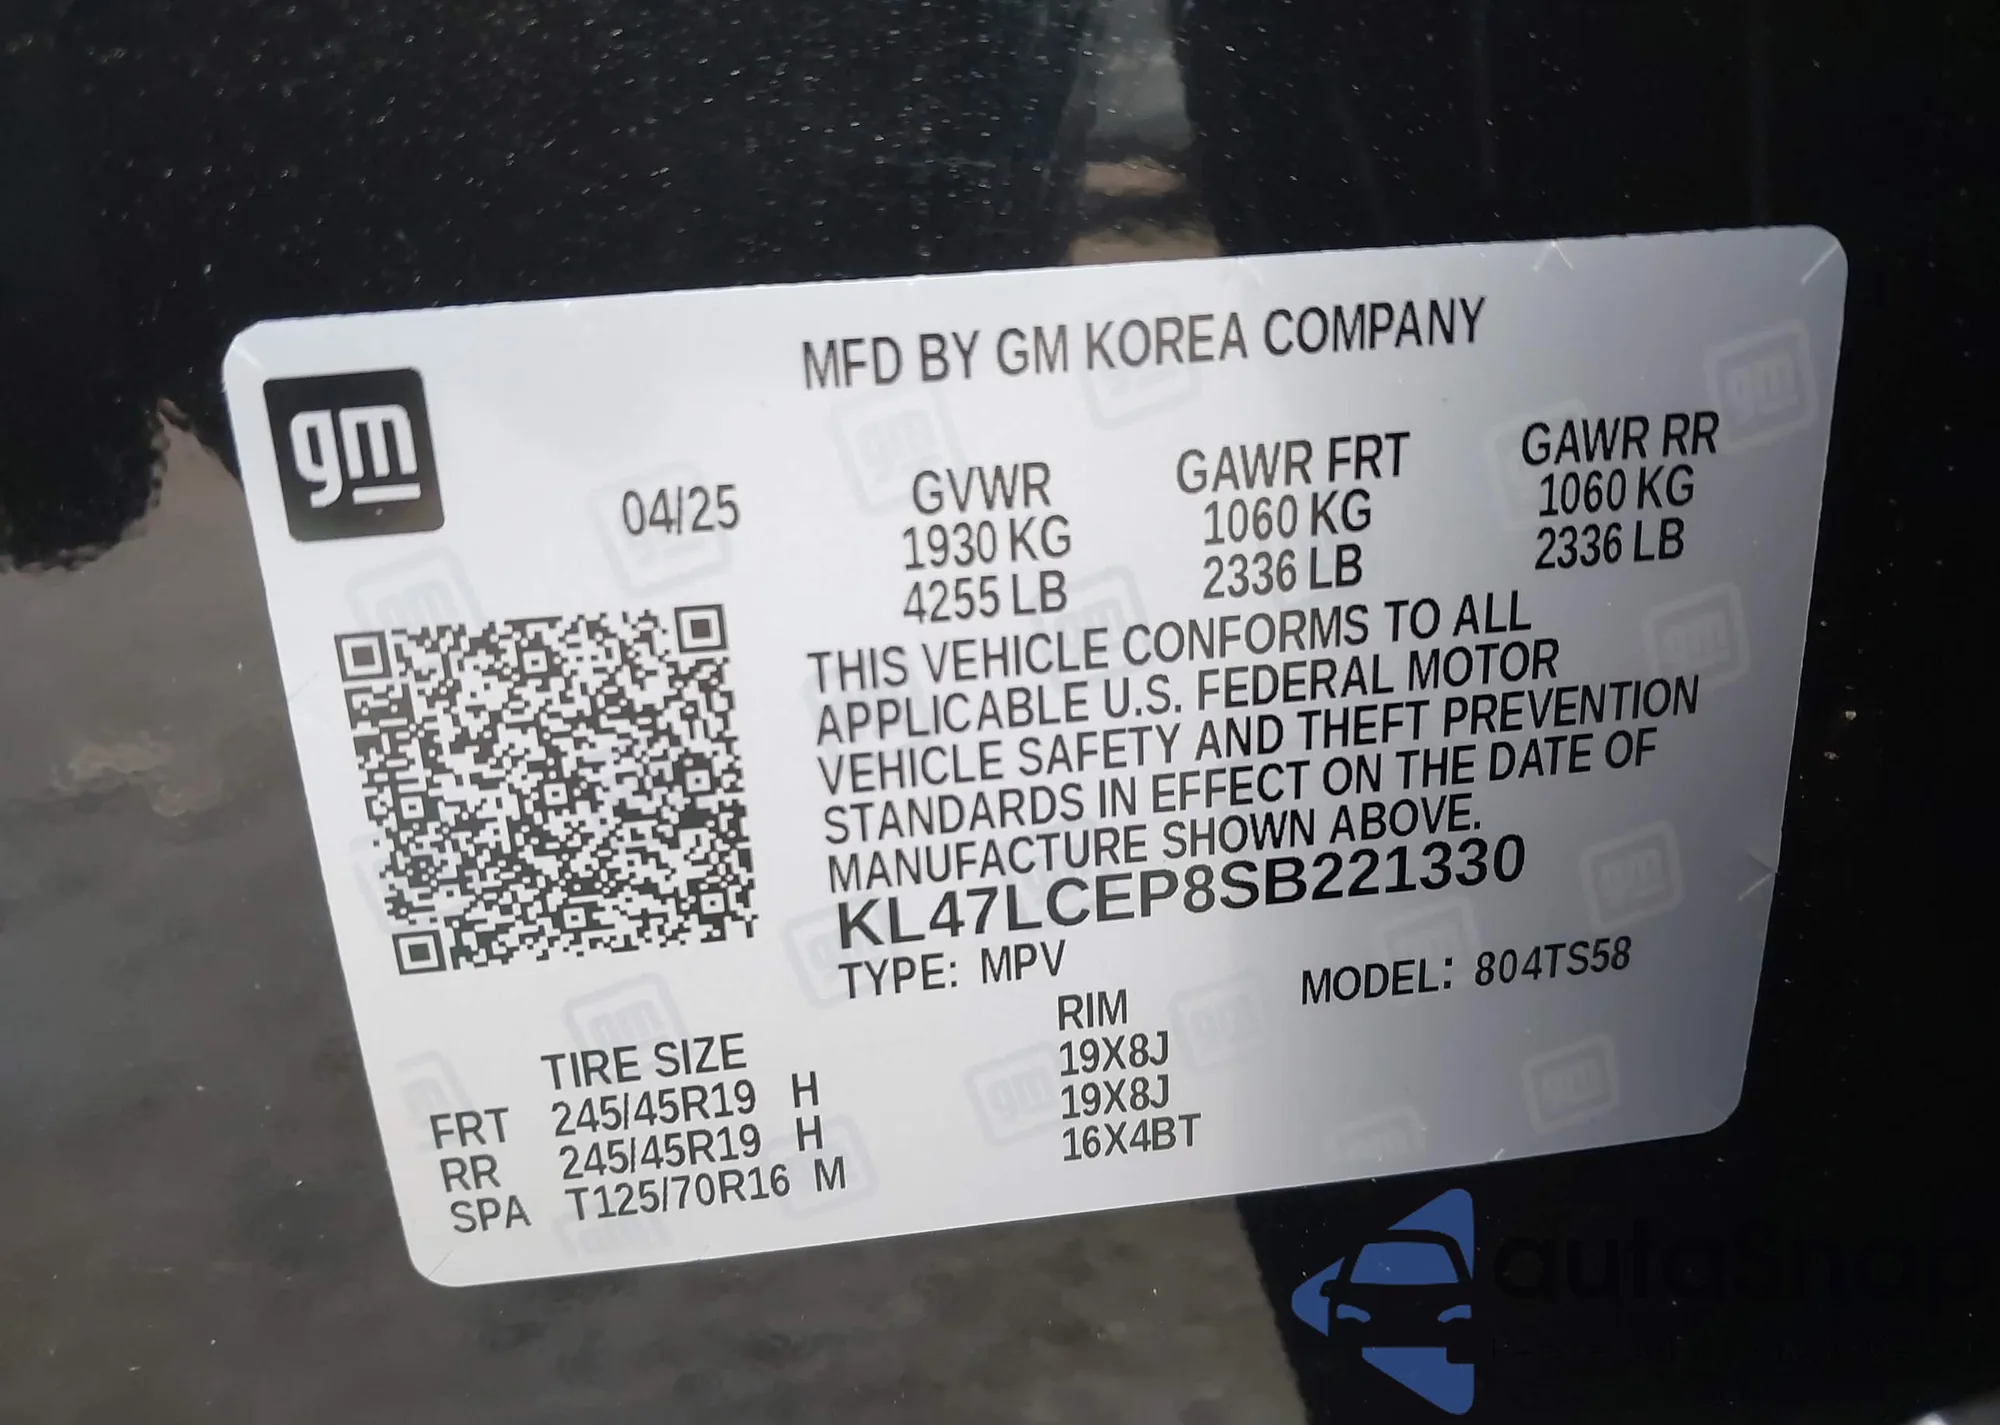 gm
MFD BY GM KOREA COMPANY
04/25
GVWR GAWR FRT GAWR RR
1930 KG 1060 KG 1060 KG
4255 LB 2336 LB 2336 LB
THIS VEHICLE CONFORMS TO ALL
APPLICABLE U.S. FEDERAL MOTOR
VEHICLE SAFETY AND THEFT PREVENTION
STANDARDS IN EFFECT ON THE DATE OF
MANUFACTURE SHOWN ABOVE.
KL47LCEP8SB221330
TYPE: MPV MODEL: 804TS58
TIRE SIZE RIM
FRT 245/45R19 H 19X8J
RR 245/45R19 H 19X8J
SPA T125/70R16 M 16X4BT
autaSnap